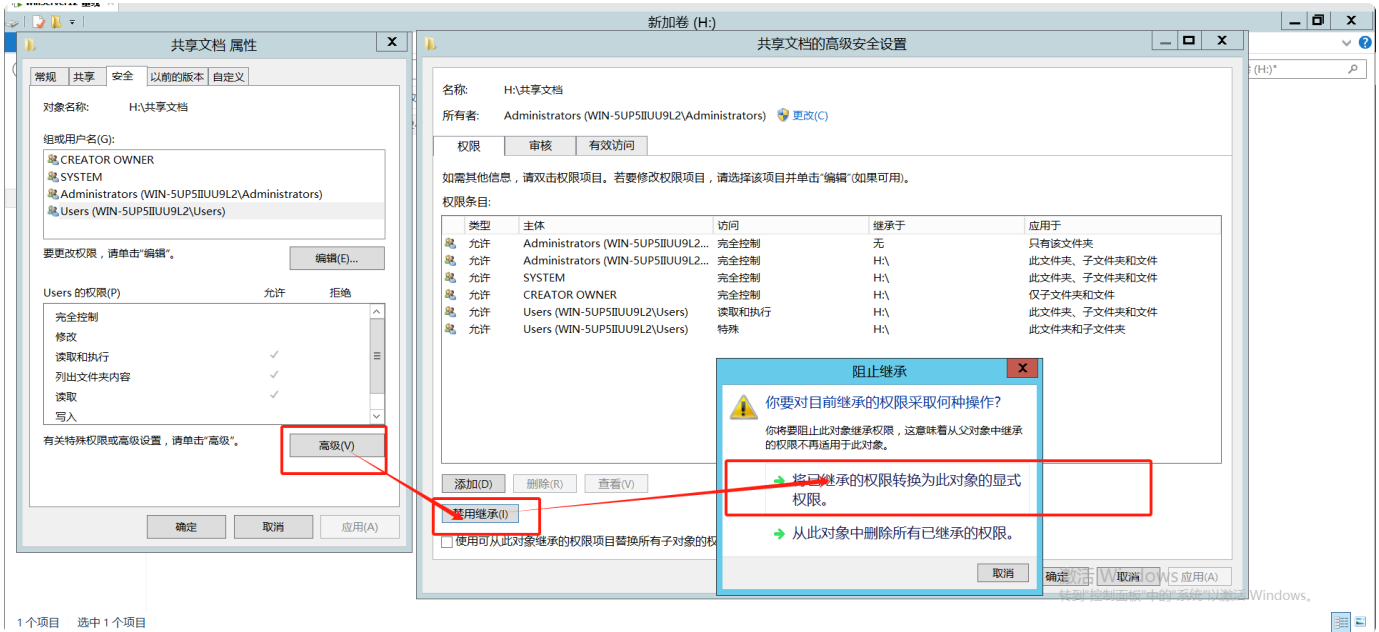 新加卷 (H:)
共享文档 属性
常规 共享 安全 以前的版本 自定义
对象名称: H:\共享文档
组或用户名(G):
CREATOR OWNER
SYSTEM
Administrators (WIN-5UP5IIUU9L2\Administrators)
Users (WIN-5UP5IIUU9L2\Users)
要更改权限，请单击“编辑”。
编辑(E)...
Users 的权限(P) 允许 拒绝
完全控制
修改
读取和执行
列出文件夹内容
读取
写入
有关特殊权限或高级设置，请单击“高级”。
高级(V)
确定 取消 应用(A)
共享文档的高级安全设置
名称: H:\共享文档
所有者: Administrators (WIN-5UP5IIUU9L2\Administrators) 更改(C)
权限 审核 有效访问
如需其他信息，请双击权限项目。若要修改权限项目，请选择该项目并单击“编辑”(如果可用)。
权限条目:
类型 主体 访问 继承于 应用于
允许 Administrators (WIN-5UP5IIUU9L2... 完全控制 无 只有该文件夹
允许 Administrators (WIN-5UP5IIUU9L2... 完全控制 H:\ 此文件夹、子文件夹和文件
允许 SYSTEM 完全控制 H:\ 此文件夹、子文件夹和文件
允许 CREATOR OWNER 完全控制 H:\ 仅子文件夹和文件
允许 Users (WIN-5UP5IIUU9L2\Users) 读取和执行 H:\ 此文件夹、子文件夹和文件
允许 Users (WIN-5UP5IIUU9L2\Users) 特殊 H:\ 此文件夹和子文件夹
添加(D) 删除(R) 查看(V)
禁用继承(I)
使用可从此对象继承的权限项目替换所有子对象的权
确定 取消 应用(A)
阻止继承
你要对目前继承的权限采取何种操作?
你将要阻止此对象继承权限，这意味着从父对象中继承
的权限不再适用于此对象。
将已继承的权限转换为此对象的显式
权限。
从此对象中删除所有已继承的权限。
取消
(H:)"
激活 Windows
转到“控制面板”中的“系统”以激活 Windows。
1 个项目 选中 1 个项目